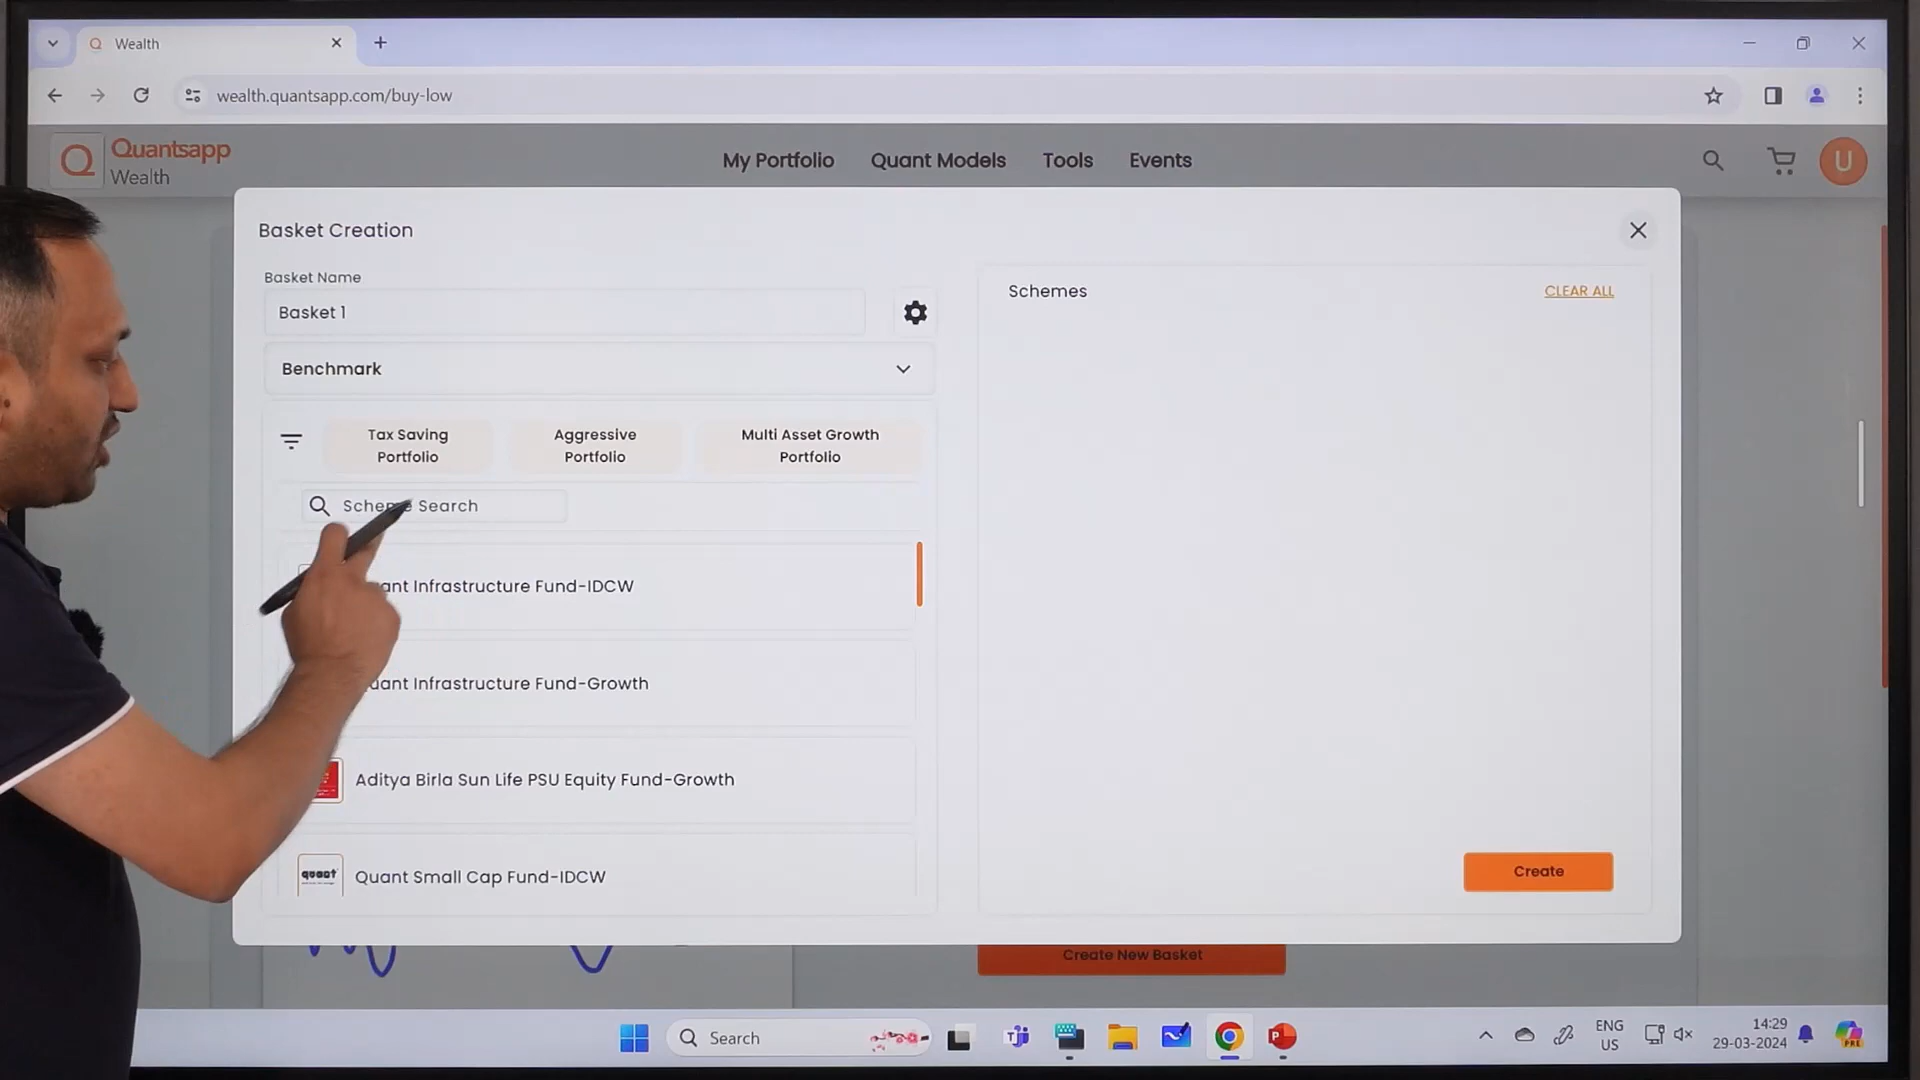 Wealth
wealth.quantsapp.com/buy-low
Quantsapp
Wealth
My Portfolio
Quant Models
Tools
Events
U
Basket Creation
Basket Name
Basket 1
Benchmark
Tax Saving
Portfolio
Aggressive
Portfolio
Multi Asset Growth
Portfolio
Scheme Search
Infrastructure Fund-IDCW
Infrastructure Fund-Growth
Aditya Birla Sun Life PSU Equity Fund-Growth
quant
Quant Small Cap Fund-IDCW
Schemes
CLEAR ALL
Create
Create New Basket
Search
ENG
US
14:29
29-03-2024
PRE